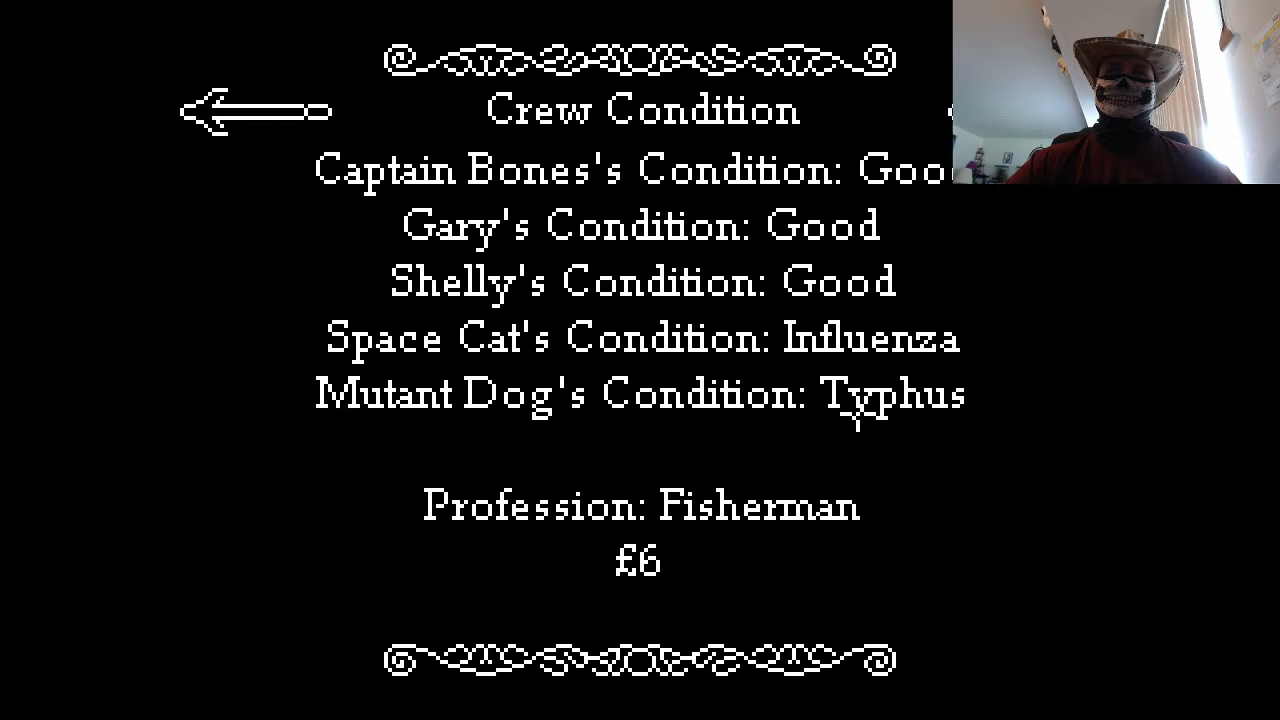 Crew Condition
Captain Bones's Condition:
Gary's Condition: Good
Shelly's Condition: Good
Space Cat's Condition: Influenza
Mutant Dog's Condition: Typhus
Profession: Fisherman
£6